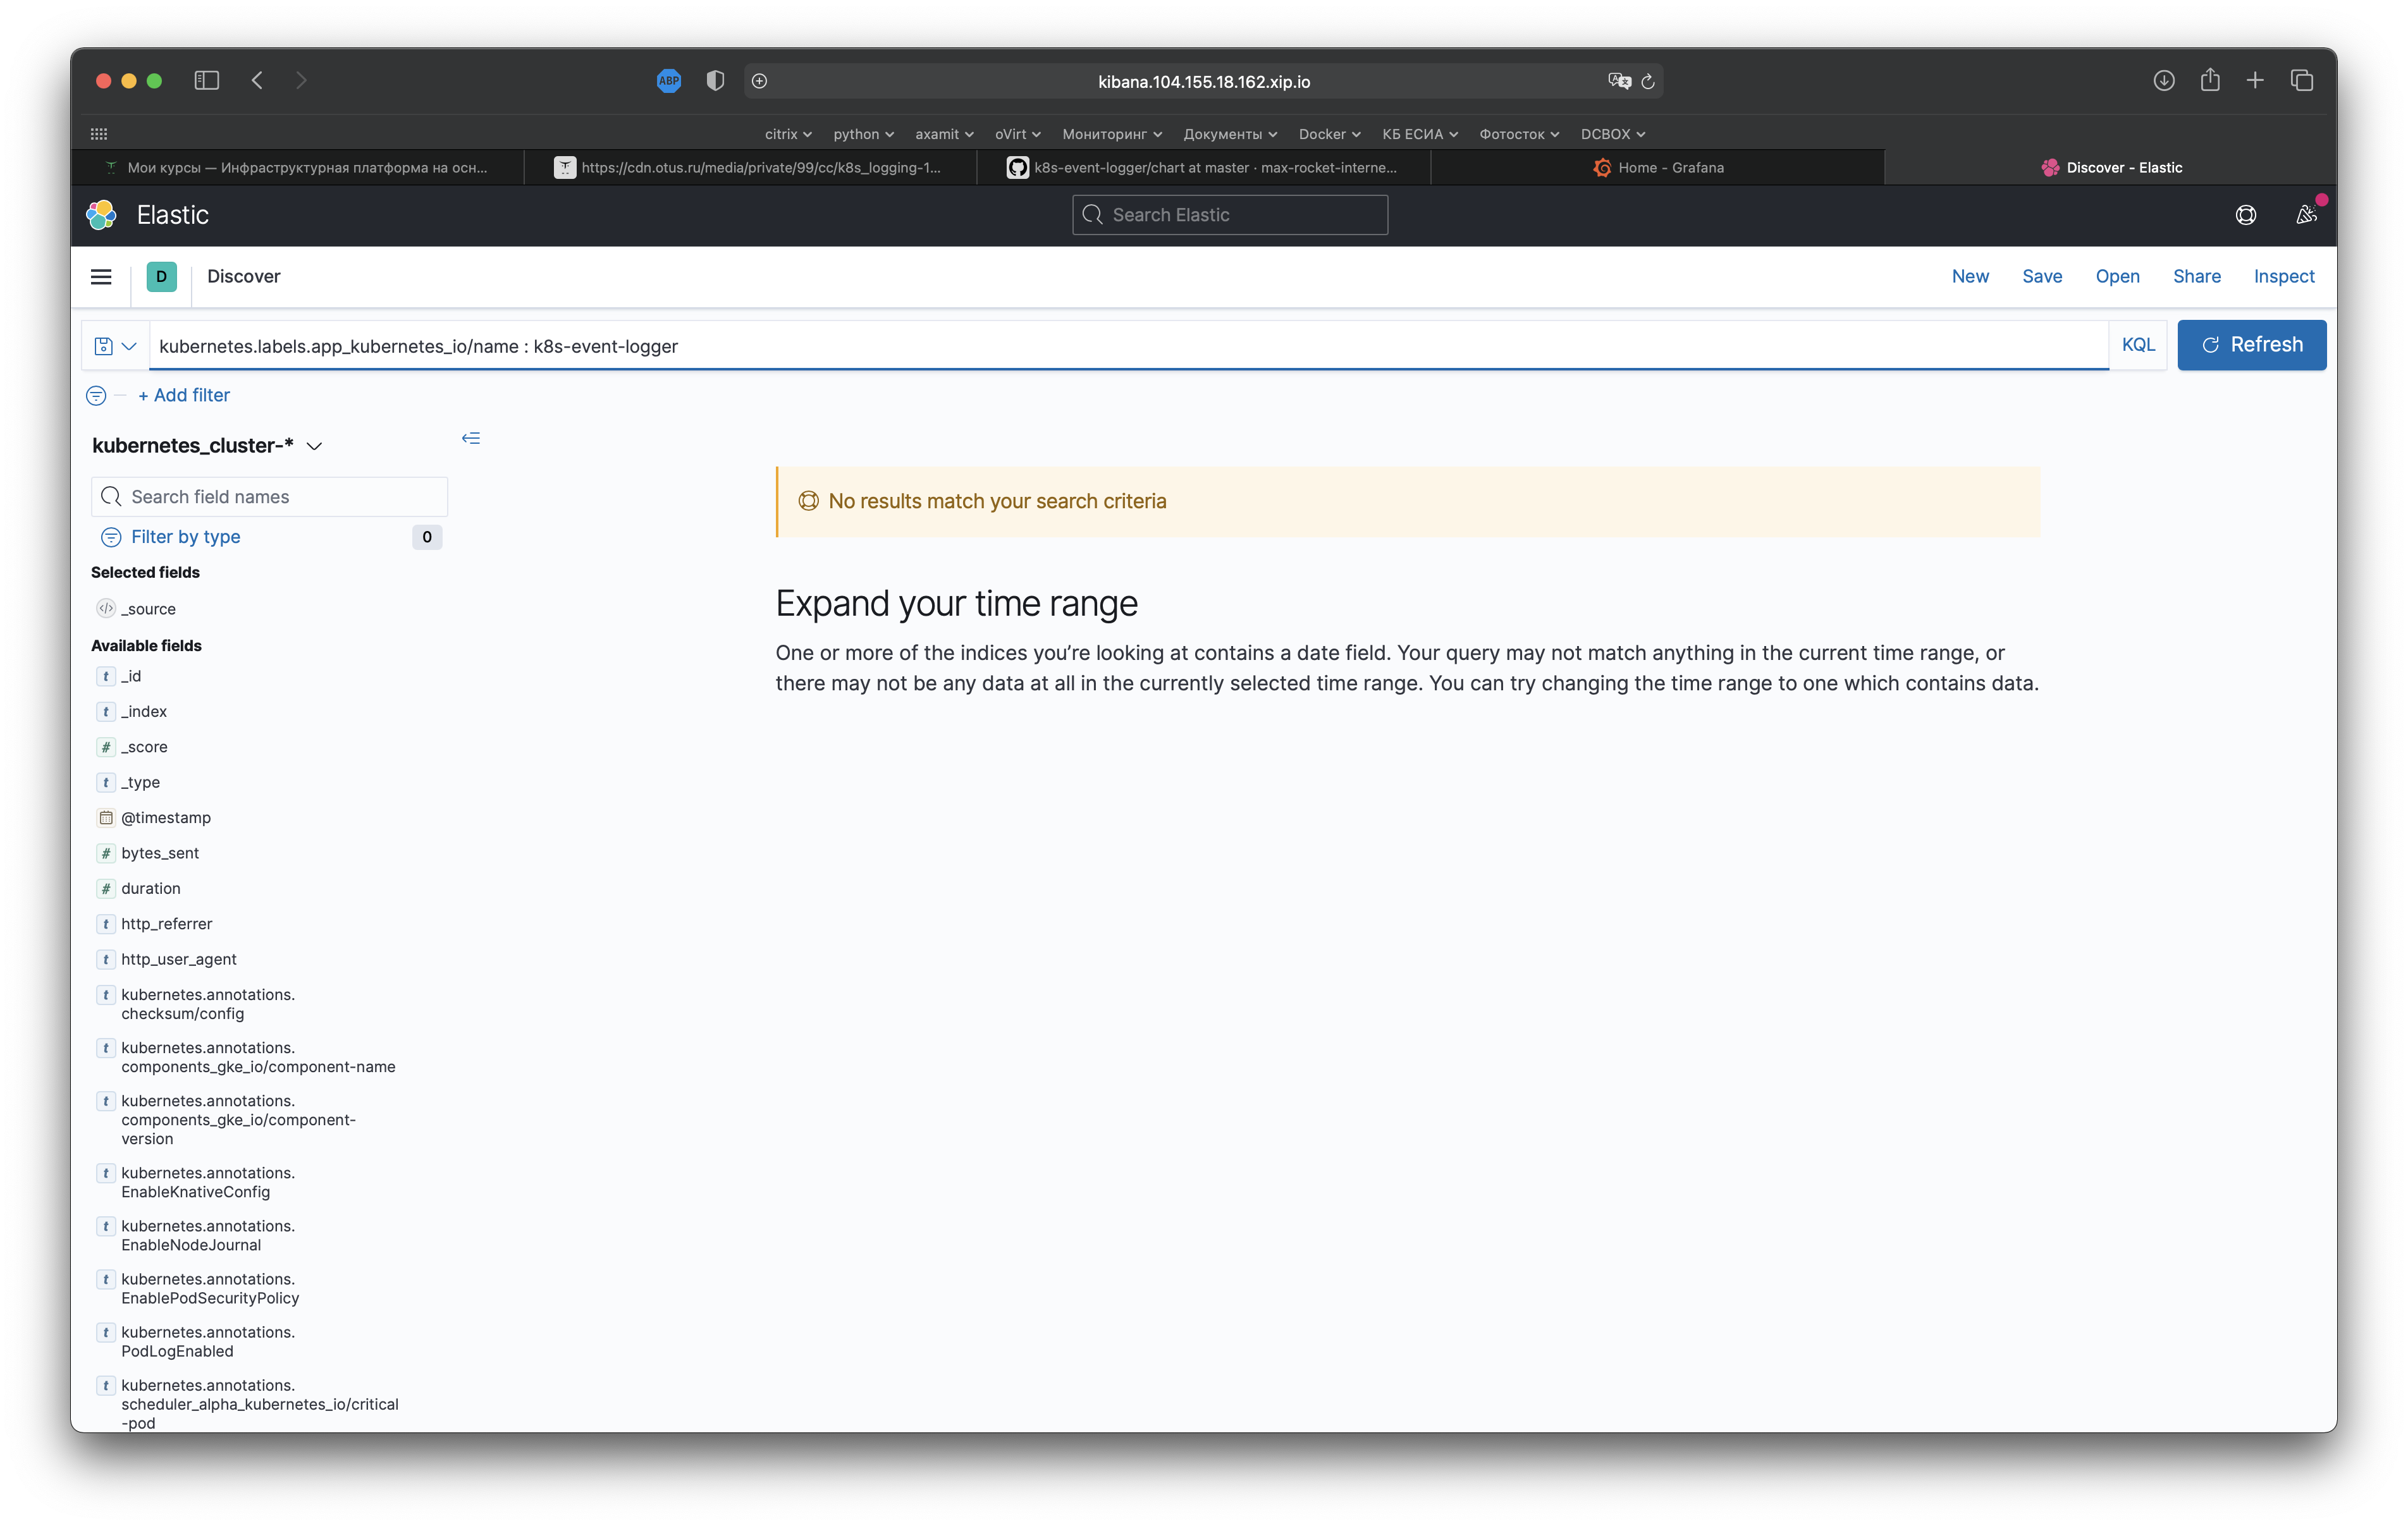 ABP
kibana.104.155.18.162.xip.io
citrix python axamit oVirt Мониторинг Документы Docker КБ ЕСИА Фотосток DCBOX
Мои курсы — Инфраструктурная платформа на осн... https://cdn.otus.ru/media/private/99/cc/k8s_logging-1... k8s-event-logger/chart at master · max-rocket-interne... Home - Grafana Discover - Elastic
Elastic Search Elastic
D Discover New Save Open Share Inspect
kubernetes.labels.app_kubernetes_io/name : k8s-event-logger KQL Refresh
+ Add filter
kubernetes_cluster-*
Search field names
Filter by type 0
Selected fields
_source
Available fields
t _id
t _index
# _score
t _type
@timestamp
# bytes_sent
# duration
t http_referrer
t http_user_agent
t kubernetes.annotations.
checksum/config
t kubernetes.annotations.
components_gke_io/component-name
t kubernetes.annotations.
components_gke_io/component-
version
t kubernetes.annotations.
EnableKnativeConfig
t kubernetes.annotations.
EnableNodeJournal
t kubernetes.annotations.
EnablePodSecurityPolicy
t kubernetes.annotations.
PodLogEnabled
t kubernetes.annotations.
scheduler_alpha_kubernetes_io/critical
-pod
No results match your search criteria
Expand your time range
One or more of the indices you’re looking at contains a date field. Your query may not match anything in the current time range, or
there may not be any data at all in the currently selected time range. You can try changing the time range to one which contains data.